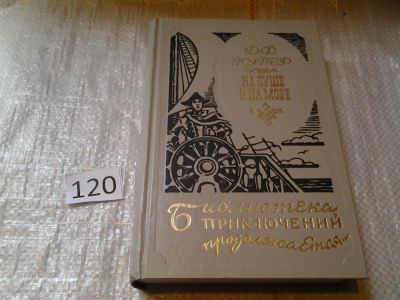 Д.Ф.
КУПЕР
НА СУШЕ
И НА МОРЕ
120
Библиотека
ПРИКЛЮЧЕНИЙ
продолжается...